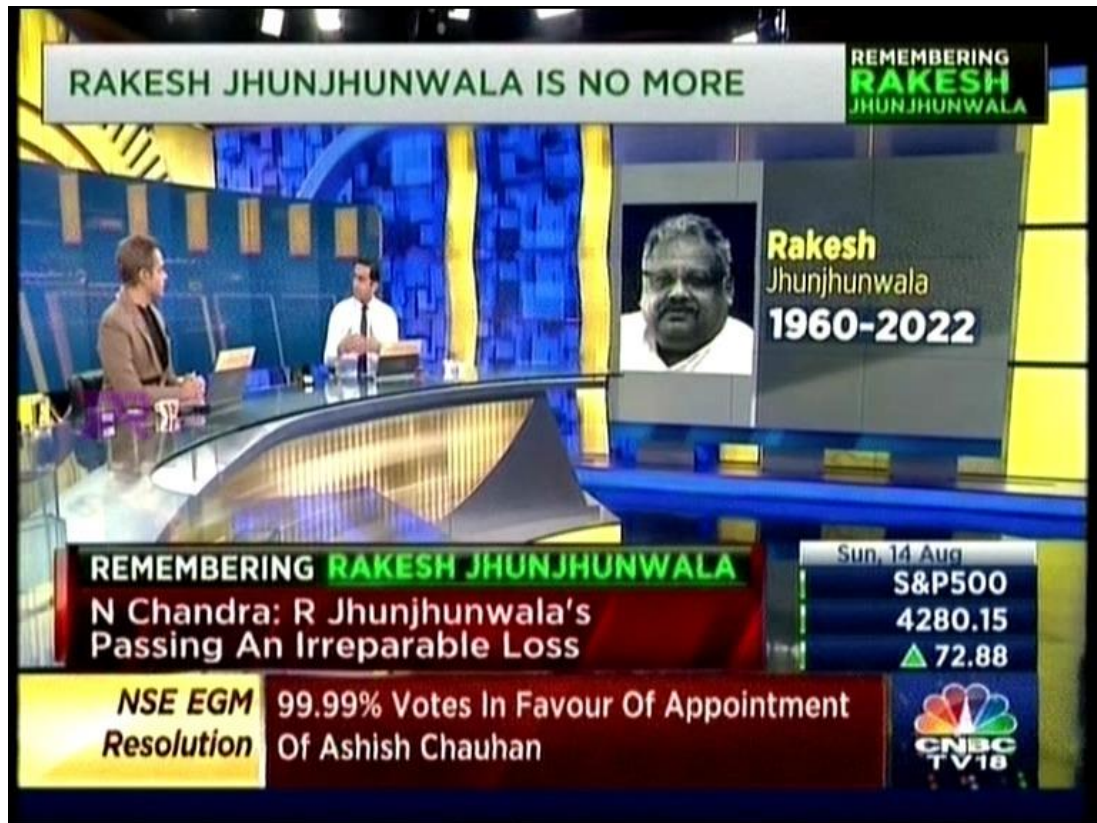 RAKESH JHUNJHUNWALA IS NO MORE
REMEMBERING
RAKESH
JHUNJHUNWALA
Rakesh
Jhunjhunwala
1960-2022
REMEMBERING RAKESH JHUNJHUNWALA
N Chandra: R Jhunjhunwala's
Passing An Irreparable Loss
Sun, 14 Aug
S&P500
4280.15
72.88
NSE EGM
Resolution
99.99% Votes In Favour Of Appointment
Of Ashish Chauhan
CNBC
TV18